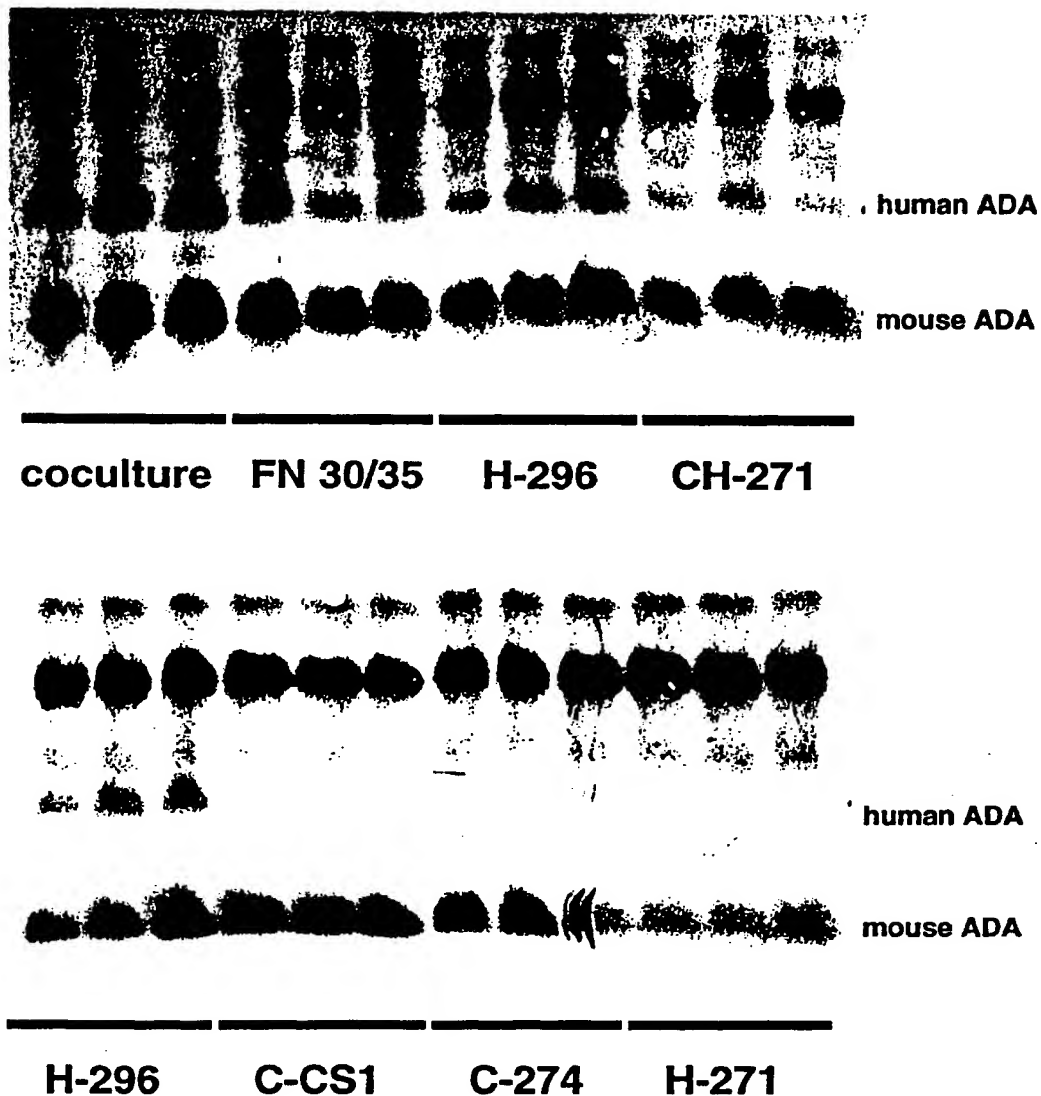 human ADA
mouse ADA
coculture FN 30/35 H-296 CH-271
human ADA
mouse ADA
H-296 C-CS1 C-274 H-271